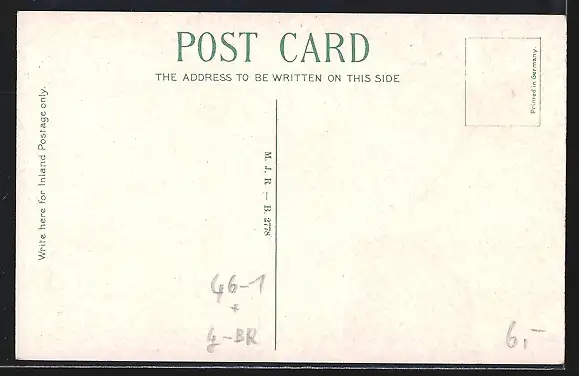 POST CARD
THE ADDRESS TO BE WRITTEN ON THIS SIDE
Printed in Germany.
Write here for Inland Postage only.
M. J. R — B. 2778
46-1
+
g-BR
6,-